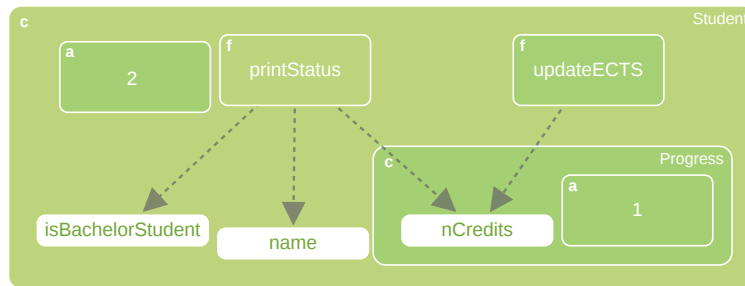 c
Student
a
2
f
printStatus
f
updateECTS
c
Progress
a
1
isBachelorStudent
name
nCredits